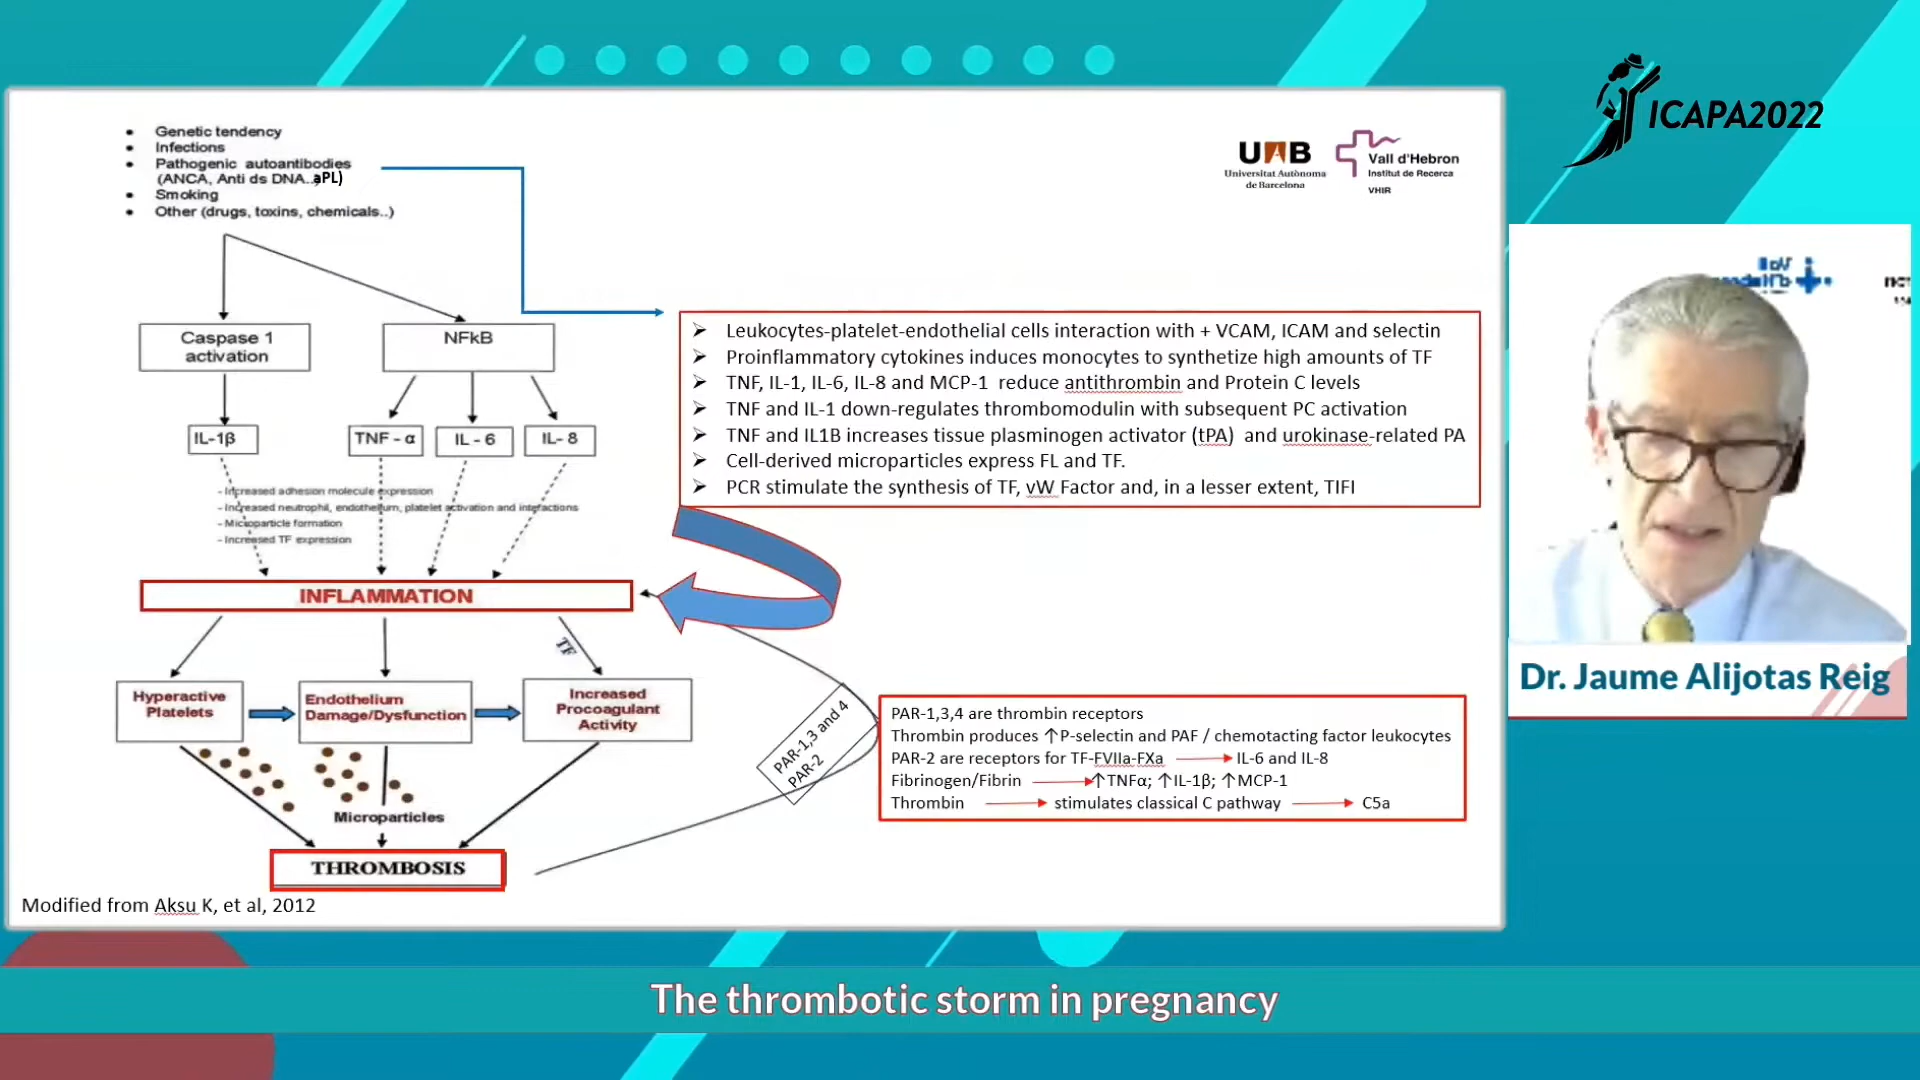 ICAPA2022
• Genetic tendency
• Infections
• Pathogenic autoantibodies
(ANCA, Anti ds DNA..aPL)
• Smoking
• Other (drugs, toxins, chemicals..)
UAB
Universitat Autònoma
de Barcelona
Vall d'Hebron
Institut de Recerca
VHIR
Caspase 1
activation
NFkB
IL-1β
TNF - α
IL - 6
IL- 8
- Increased adhesion molecule expression
- Increased neutrophil, endothelium, platelet activation and interactions
- Microparticle formation
- Increased TF expression
➢ Leukocytes-platelet-endothelial cells interaction with + VCAM, ICAM and selectin
➢ Proinflammatory cytokines induces monocytes to synthetize high amounts of TF
➢ TNF, IL-1, IL-6, IL-8 and MCP-1 reduce antithrombin and Protein C levels
➢ TNF and IL-1 down-regulates thrombomodulin with subsequent PC activation
➢ TNF and IL1B increases tissue plasminogen activator (tPA) and urokinase-related PA
➢ Cell-derived microparticles express FL and TF.
➢ PCR stimulate the synthesis of TF, vW Factor and, in a lesser extent, TIFI
INFLAMMATION
TF
Hyperactive
Platelets
Endothelium
Damage/Dysfunction
Increased
Procoagulant
Activity
Microparticles
THROMBOSIS
PAR-1,3 and 4
PAR-2
PAR-1,3,4 are thrombin receptors
Thrombin produces ↑P-selectin and PAF / chemotacting factor leukocytes
PAR-2 are receptors for TF-FVIIa-FXa → IL-6 and IL-8
Fibrinogen/Fibrin → ↑TNFα; ↑IL-1β; ↑MCP-1
Thrombin → stimulates classical C pathway → C5a
Modified from Aksu K, et al, 2012
Dr. Jaume Alijotas Reig
The thrombotic storm in pregnancy